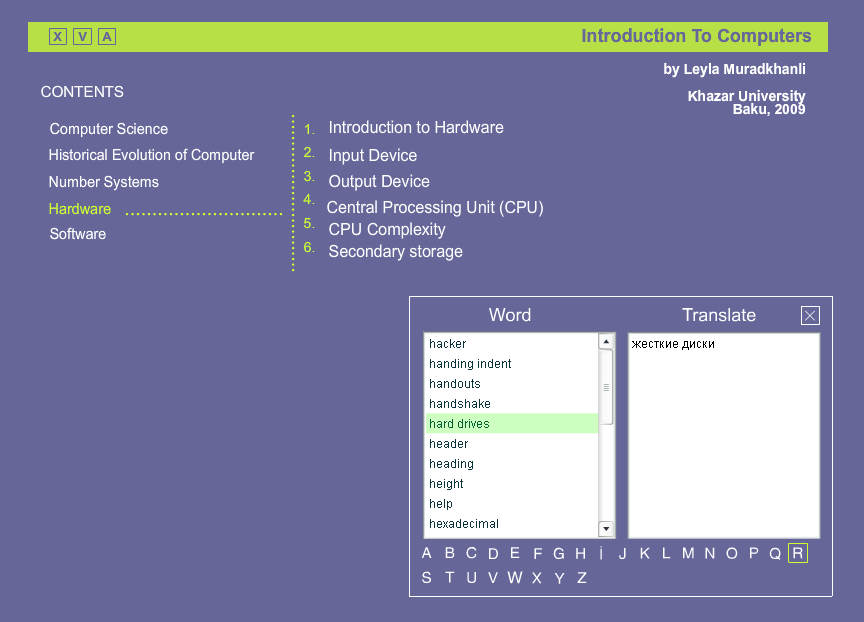 X V A
Introduction To Computers
by Leyla Muradkhanli
Khazar University
Baku, 2009
CONTENTS
Computer Science
Historical Evolution of Computer
Number Systems
Hardware
Software
1. Introduction to Hardware
2. Input Device
3. Output Device
4. Central Processing Unit (CPU)
5. CPU Complexity
6. Secondary storage
Word
Translate
hacker
handing indent
handouts
handshake
hard drives
header
heading
height
help
hexadecimal
жесткие диски
A B C D E F G H İ J K L M N O P Q R
S T U V W X Y Z